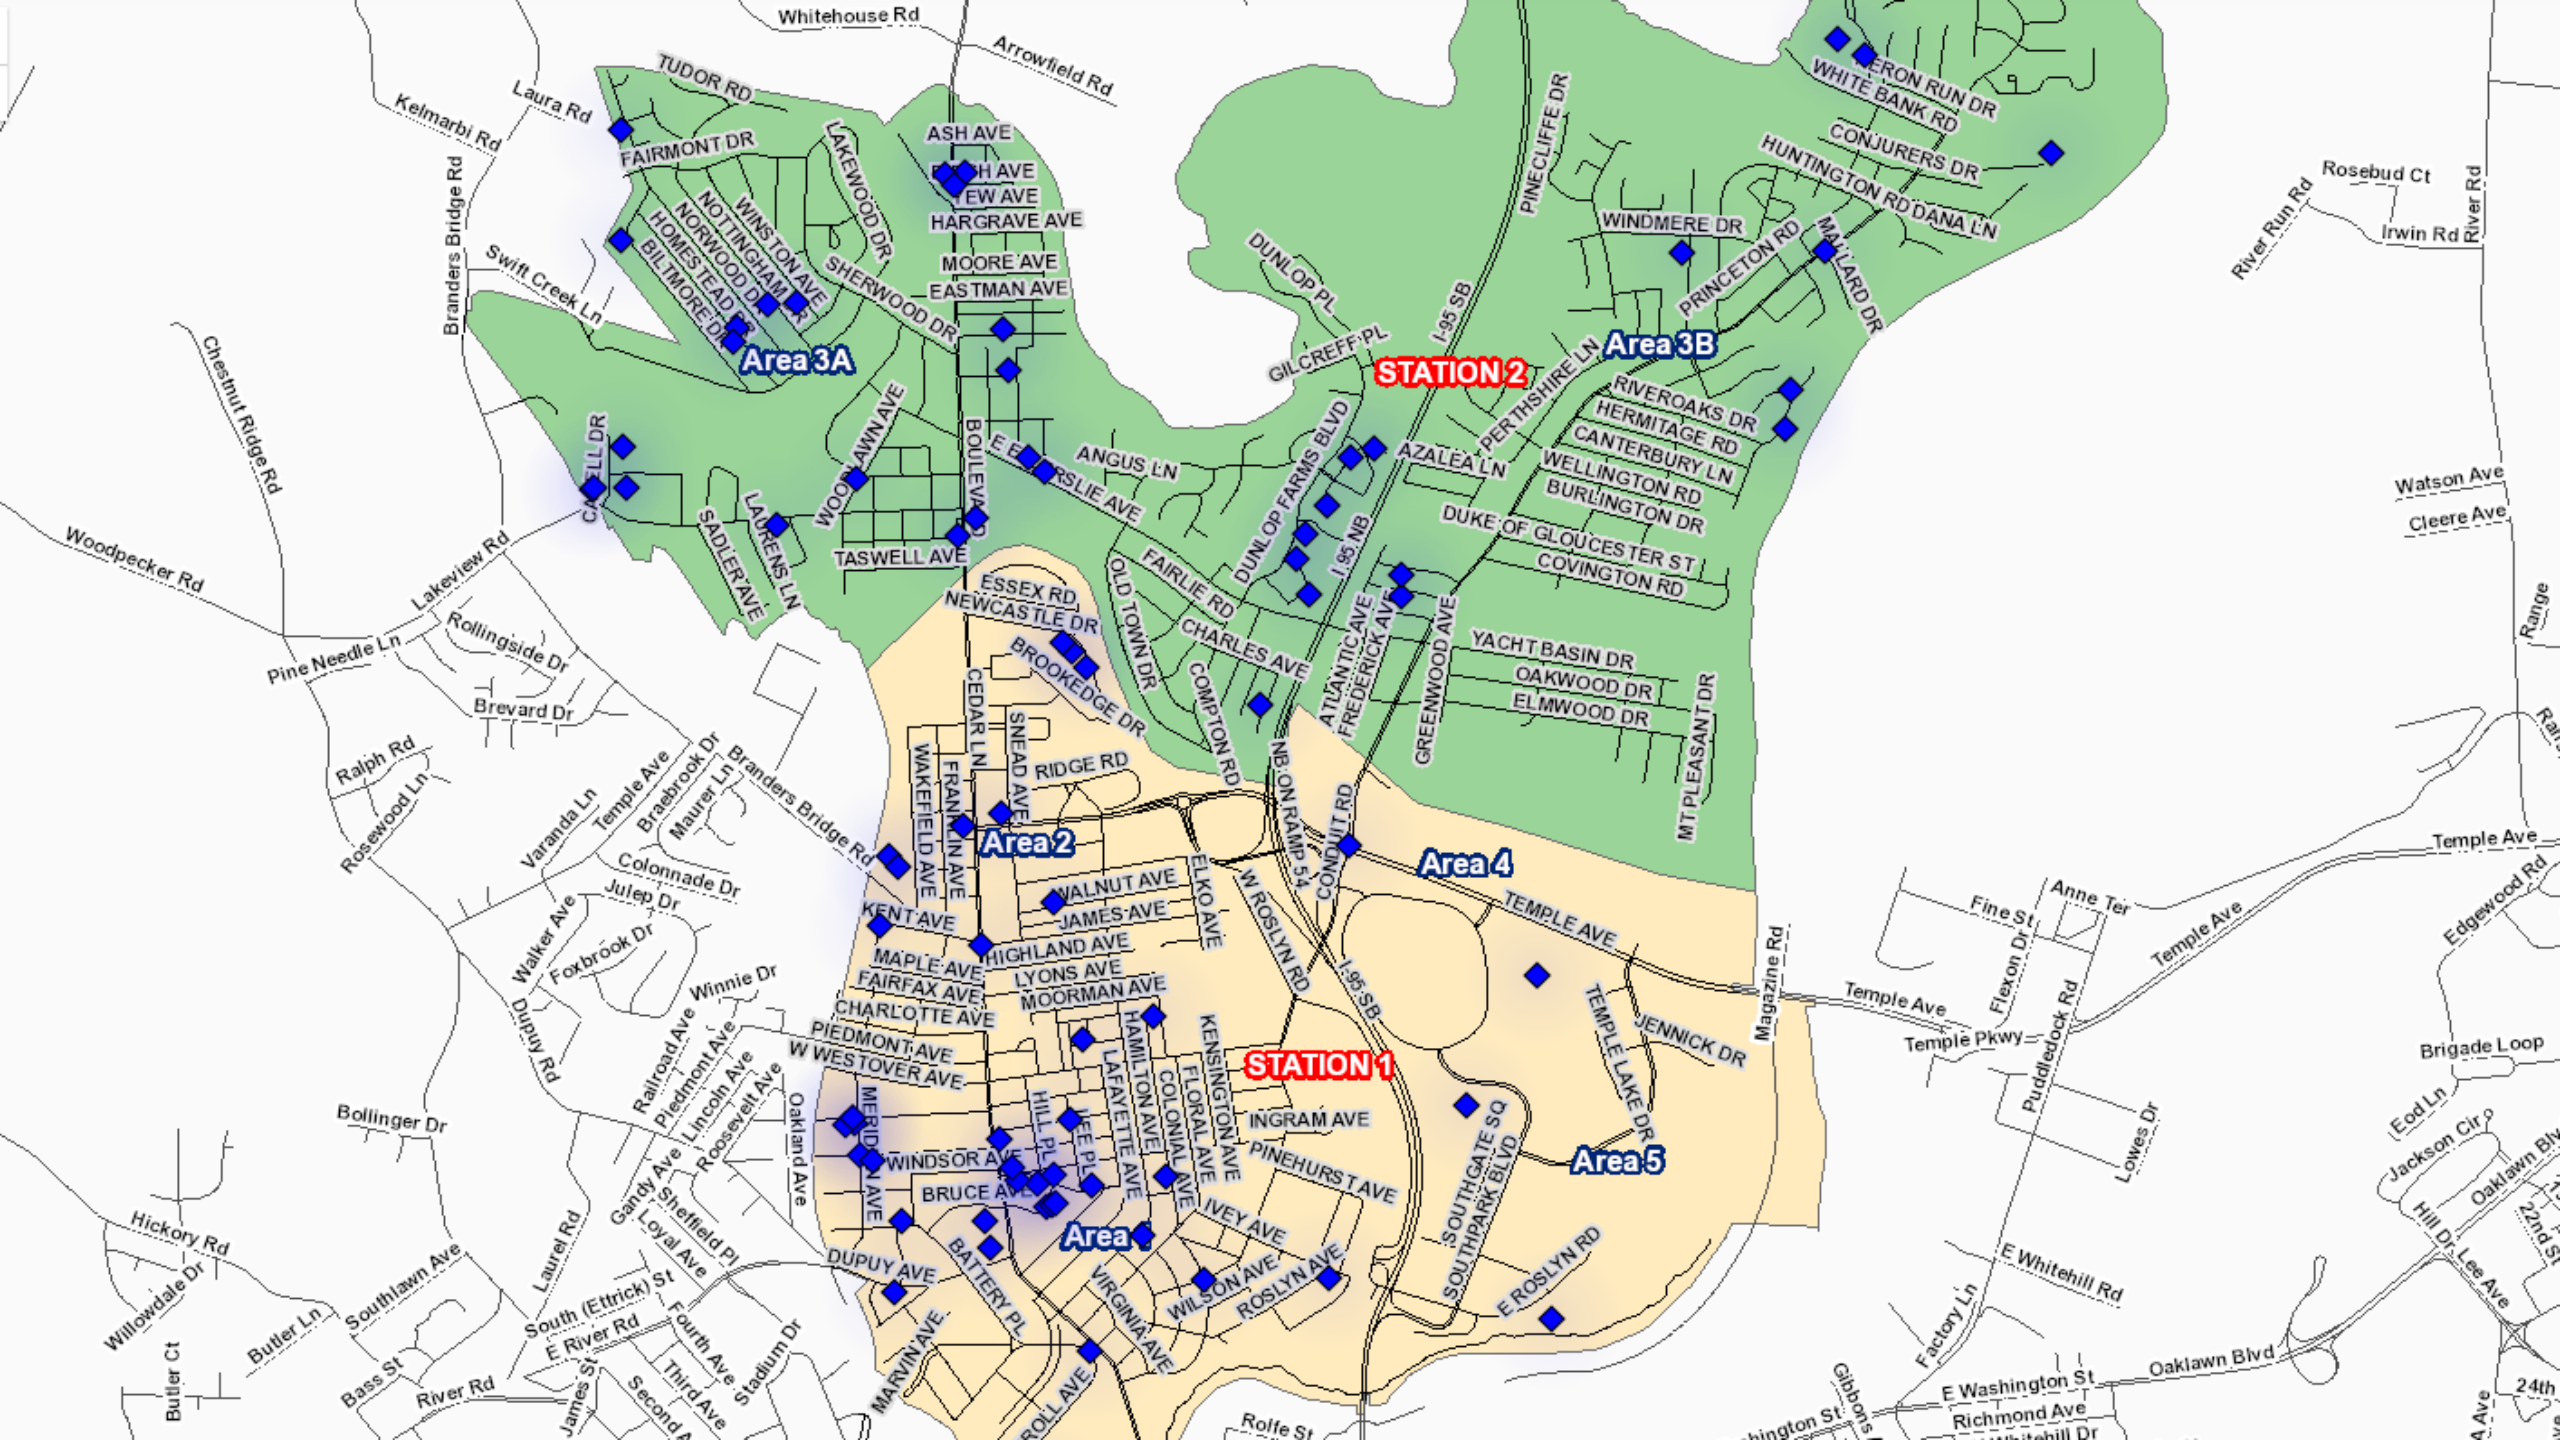 Whitehouse Rd
Arrowfield Rd
TUDOR RD
Laura Rd
Kelmarbi Rd
ERON RUN DR
WHITE BANK RD
CONJURERS DR
HUNTINGTON RD
DANA LN
PINECLIFFE DR
ASH AVE
H AVE
YEW AVE
HARGRAVE AVE
MOORE AVE
EASTMAN AVE
FAIRMONT DR
LAKEWOOD DR
WINSTON AVE
NOTTINGHAM DR
NORWOOD D
HOMESTEAD DR
BILTMORE DR
SHERWOOD DR
Area 3A
Branders Bridge Rd
Swift Creek Ln
Chestnut Ridge Rd
Rosebud Ct
River Run Rd
Irwin Rd
River Rd
WINDMERE DR
PRINCETON RD
MALLARD DR
DUNLOP PL
GILCREFF PL
I-95 SB
STATION 2
Area 3B
PERTHSHIRE LN
RIVEROAKS DR
HERMITAGE RD
CANTERBURY LN
WELLINGTON RD
BURLINGTON DR
DUKE OF GLOUCESTER ST
COVINGTON RD
AZALEA LN
DUNLOP FARMS BLVD
I-95 NB
ANGUS LN
BOULEVARD
WOODLAWN AVE
LAURENS LN
SADLER AVE
TASWELL AVE
Woodpecker Rd
Lakeview Rd
Pine Needle Ln
Rollingside Dr
Brevard Dr
Watson Ave
Cleere Ave
Range
ESSEX RD
NEWCASTLE DR
BROOKEDGE DR
OLD TOWN DR
FAIRLIE RD
CHARLES AVE
COMPTON RD
ATLANTIC AVE
FREDERICK AVE
GREENWOOD AVE
YACHT BASIN DR
OAKWOOD DR
ELMWOOD DR
MT PLEASANT DR
CEDAR LN
SNEAD AVE
RIDGE RD
WAKEFIELD AVE
FRANKLIN AVE
Area 2
Ralph Rd
Rosewood Ln
Varanda Ln
Temple Ave
Braebrook Dr
Maurer Ln
Branders Bridge Rd
Colonnade Dr
Julep Dr
Walker Ave
Foxbrook Dr
Winnie Dr
NB ON RAMP 54
CONDUIT RD
Area 4
TEMPLE AVE
Temple Ave
Edgewood Rd
Anne Ter
Fine St
Flexon Dr
Temple Ave
WALNUT AVE
JAMES AVE
HIGHLAND AVE
LYONS AVE
MOORMAN AVE
ELKO AVE
W ROSLYN RD
I-95 SB
KENT AVE
MAPLE AVE
FAIRFAX AVE
CHARLOTTE AVE
PIEDMONT AVE
W WESTOVER AVE
Magazine Rd
Temple Ave
Temple Pkwy
Puddledock Rd
Brigade Loop
Eod Ln
Jackson Cir
Lowes Dr
Oaklawn Blv
22nd St
Hill Dr
Lee Ave
TEMPLE LAKE DR
JENNICK DR
STATION 1
INGRAM AVE
PINEHURST AVE
KENSINGTON AVE
FLORAL AVE
COLONIAL AVE
HAMILTON AVE
LAFAYETTE AVE
LEE PL
HILL PL
WINDSOR AVE
BRUCE AVE
Dupuy Rd
Railroad Ave
Piedmont Ave
Lincoln Ave
Roosevelt Ave
Gandy Ave
Oakland Ave
Sheffield Pl
Loyal Ave
Laurel Rd
Bollinger Dr
Hickory Rd
Willowdale Dr
Southlawn Ave
Butler Ln
Butler Ct
South (Ettrick) St
E River Rd
Bass St
River Rd
James St
Fourth Ave
Third Ave
Second A
Stadium Dr
DUPUY AVE
BATTERY PL
MARVIN AVE
VIRGINIA AVE
IVEY AVE
WILSON AVE
ROSLYN AVE
Area
SOUTHGATE SQ
SOUTHPARK BLVD
Area 5
E ROSLYN RD
Rolfe St
E Whitehill Rd
Factory Ln
Oaklawn Blvd
E Washington St
Richmond Ave
Whitehill Dr
hington St
Gibbons
24th